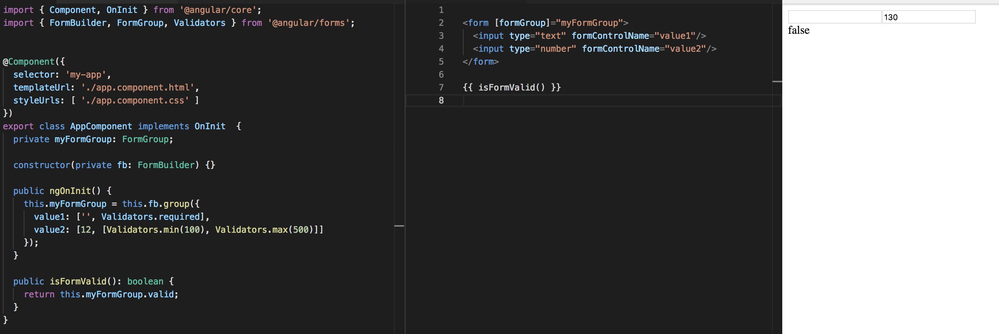 import { Component, OnInit } from '@angular/core';
import { FormBuilder, FormGroup, Validators } from '@angular/forms';
@Component({
  selector: 'my-app',
  templateUrl: './app.component.html',
  styleUrls: [ './app.component.css' ]
})
export class AppComponent implements OnInit  {
  private myFormGroup: FormGroup;
  constructor(private fb: FormBuilder) {}
  public ngOnInit() {
    this.myFormGroup = this.fb.group({
      value1: ['', Validators.required],
      value2: [12, [Validators.min(100), Validators.max(500)]]
    });
  }
  public isFormValid(): boolean {
    return this.myFormGroup.valid;
  }
}
1
2 <form [formGroup]="myFormGroup">
3   <input type="text" formControlName="value1"/>
4   <input type="number" formControlName="value2"/>
5 </form>
6
7 {{ isFormValid() }}
8
130
false